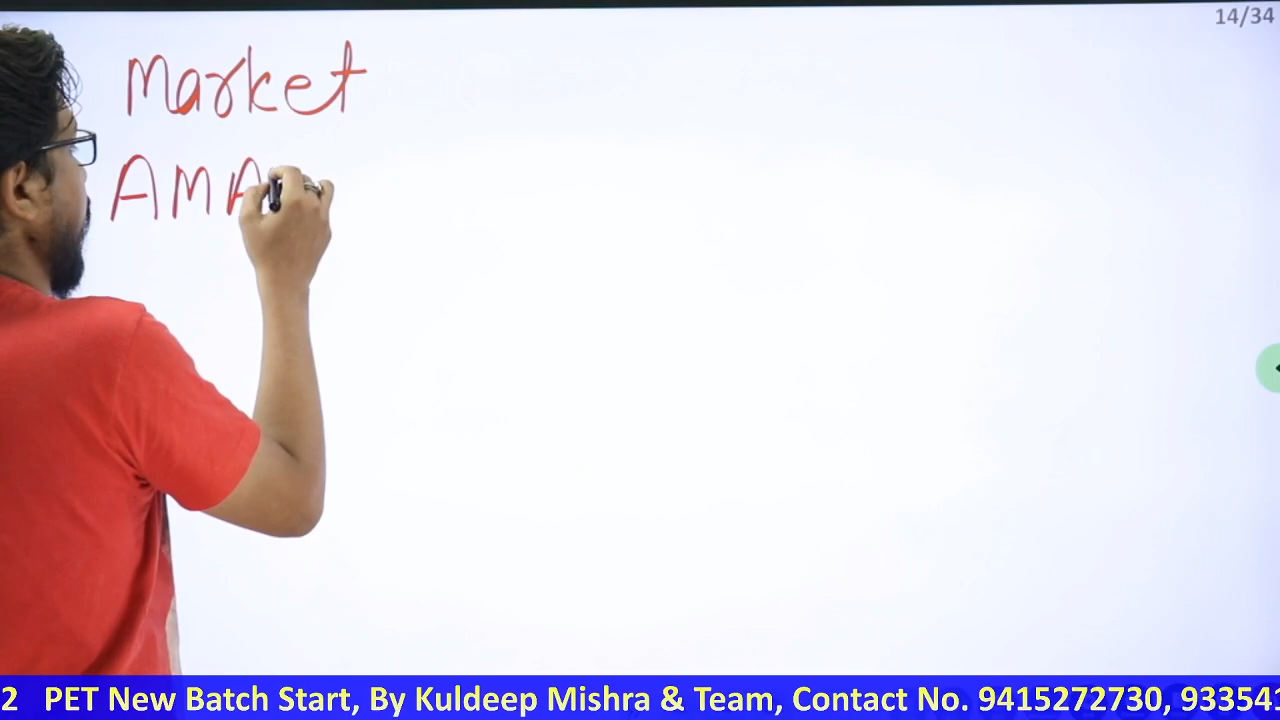 14/34
Market
AMA
2 PET New Batch Start, By Kuldeep Mishra & Team, Contact No. 9415272730, 933541